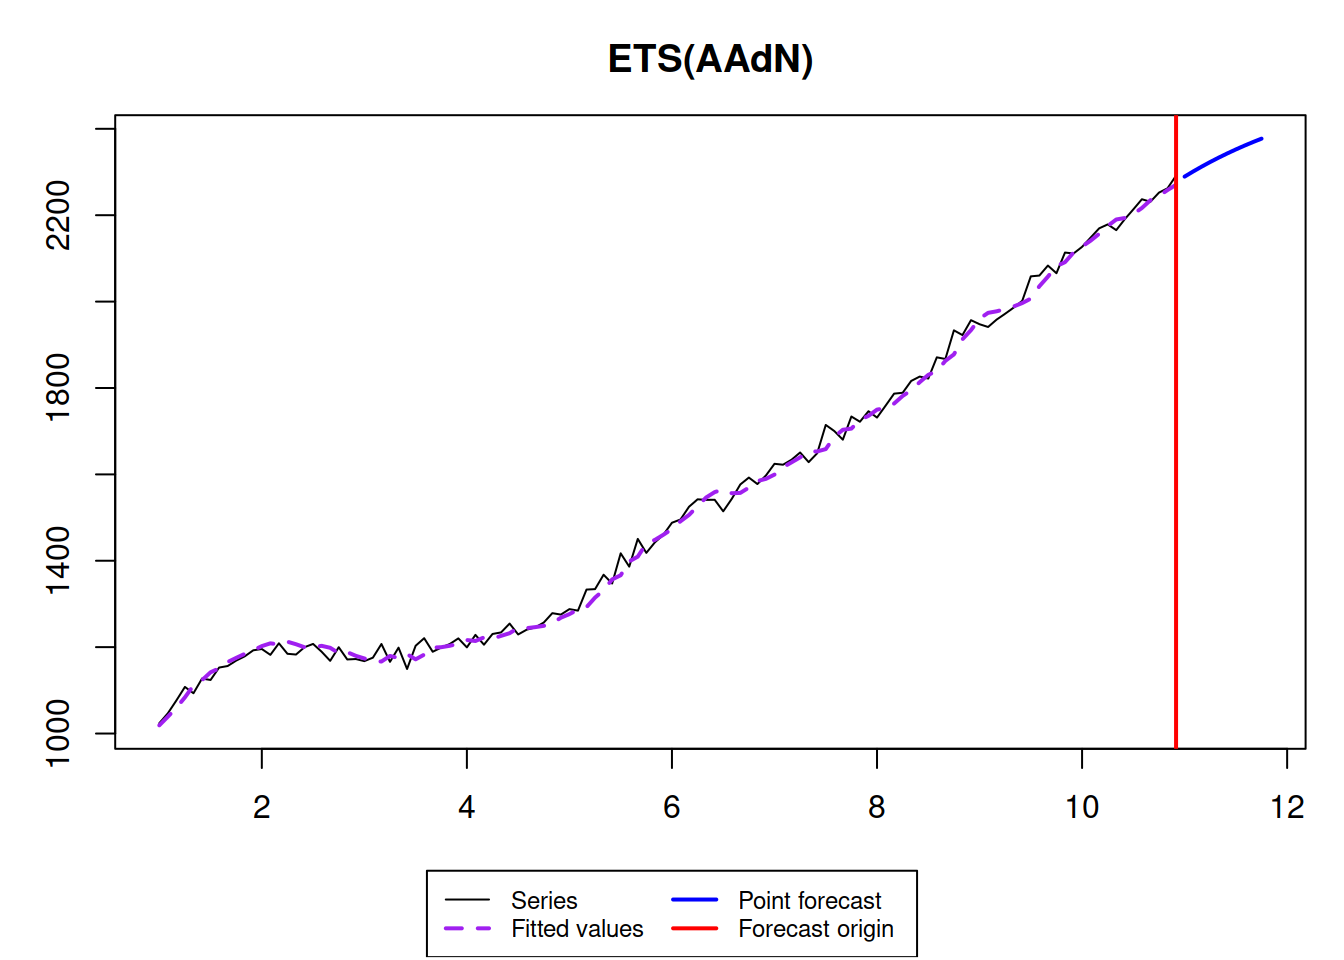 ETS(AAdN)
2200
1800
1400
1000
2 4 6 8 10 12
Series Point forecast
Fitted values Forecast origin